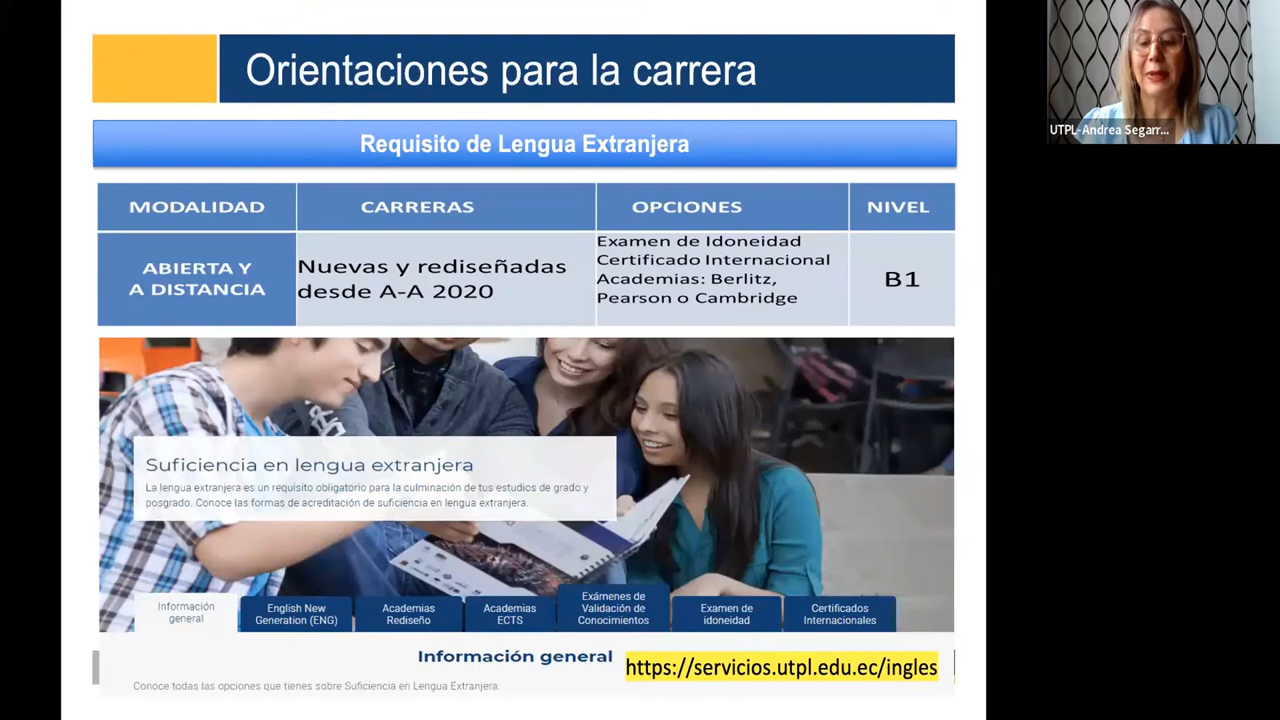 Orientaciones para la carrera
UTPL-Andrea Segarr...
Requisito de Lengua Extranjera
MODALIDAD CARRERAS OPCIONES NIVEL
ABIERTA Y
A DISTANCIA
Nuevas y rediseñadas
desde A-A 2020
Examen de Idoneidad
Certificado Internacional
Academias: Berlitz,
Pearson o Cambridge
B1
Suficiencia en lengua extranjera
La lengua extranjera es un requisito obligatorio para la culminación de tus estudios de grado y
posgrado. Conoce las formas de acreditación de suficiencia en lengua extranjera.
Información
general
English New
Generation (ENG)
Academias
Rediseño
Academias
ECTS
Exámenes de
Validación de
Conocimientos
Examen de
idoneidad
Certificados
Internacionales
Información general
https://servicios.utpl.edu.ec/ingles
Conoce todas las opciones que tienes sobre Suficiencia en Lengua Extranjera.